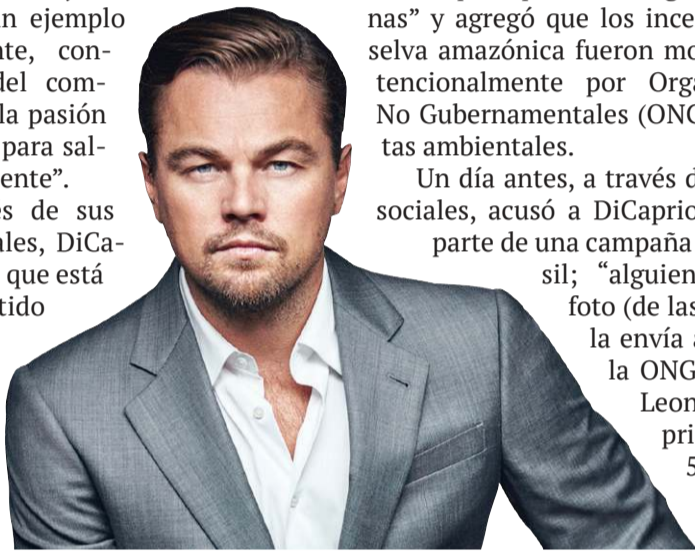 n ejemplo
nte, con-
del com-
la pasión
para sal-
ente”.
es de sus
ales, DiCa-
que está
tido
nas” y agregó que los ince
selva amazónica fueron mo
tencionalmente por Orga
No Gubernamentales (ONG
tas ambientales.
Un día antes, a través d
sociales, acusó a DiCaprio
parte de una campaña
sil; “alguien
foto (de las
la envía a
la ONG
Leon
pri
5